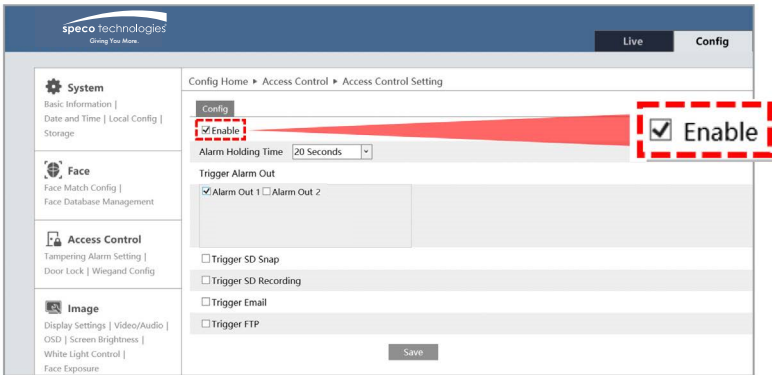 speco technologies
Giving You More.
Live
Config
System
Basic Information |
Date and Time | Local Config |
Storage
Face
Face Match Config |
Face Database Management
Access Control
Tampering Alarm Setting |
Door Lock | Wiegand Config
Image
Display Settings | Video/Audio |
OSD | Screen Brightness |
White Light Control |
Face Exposure
Config Home ▸ Access Control ▸ Access Control Setting
Config
Enable
Enable
Alarm Holding Time 20 Seconds
Trigger Alarm Out
Alarm Out 1 Alarm Out 2
Trigger SD Snap
Trigger SD Recording
Trigger Email
Trigger FTP
Save